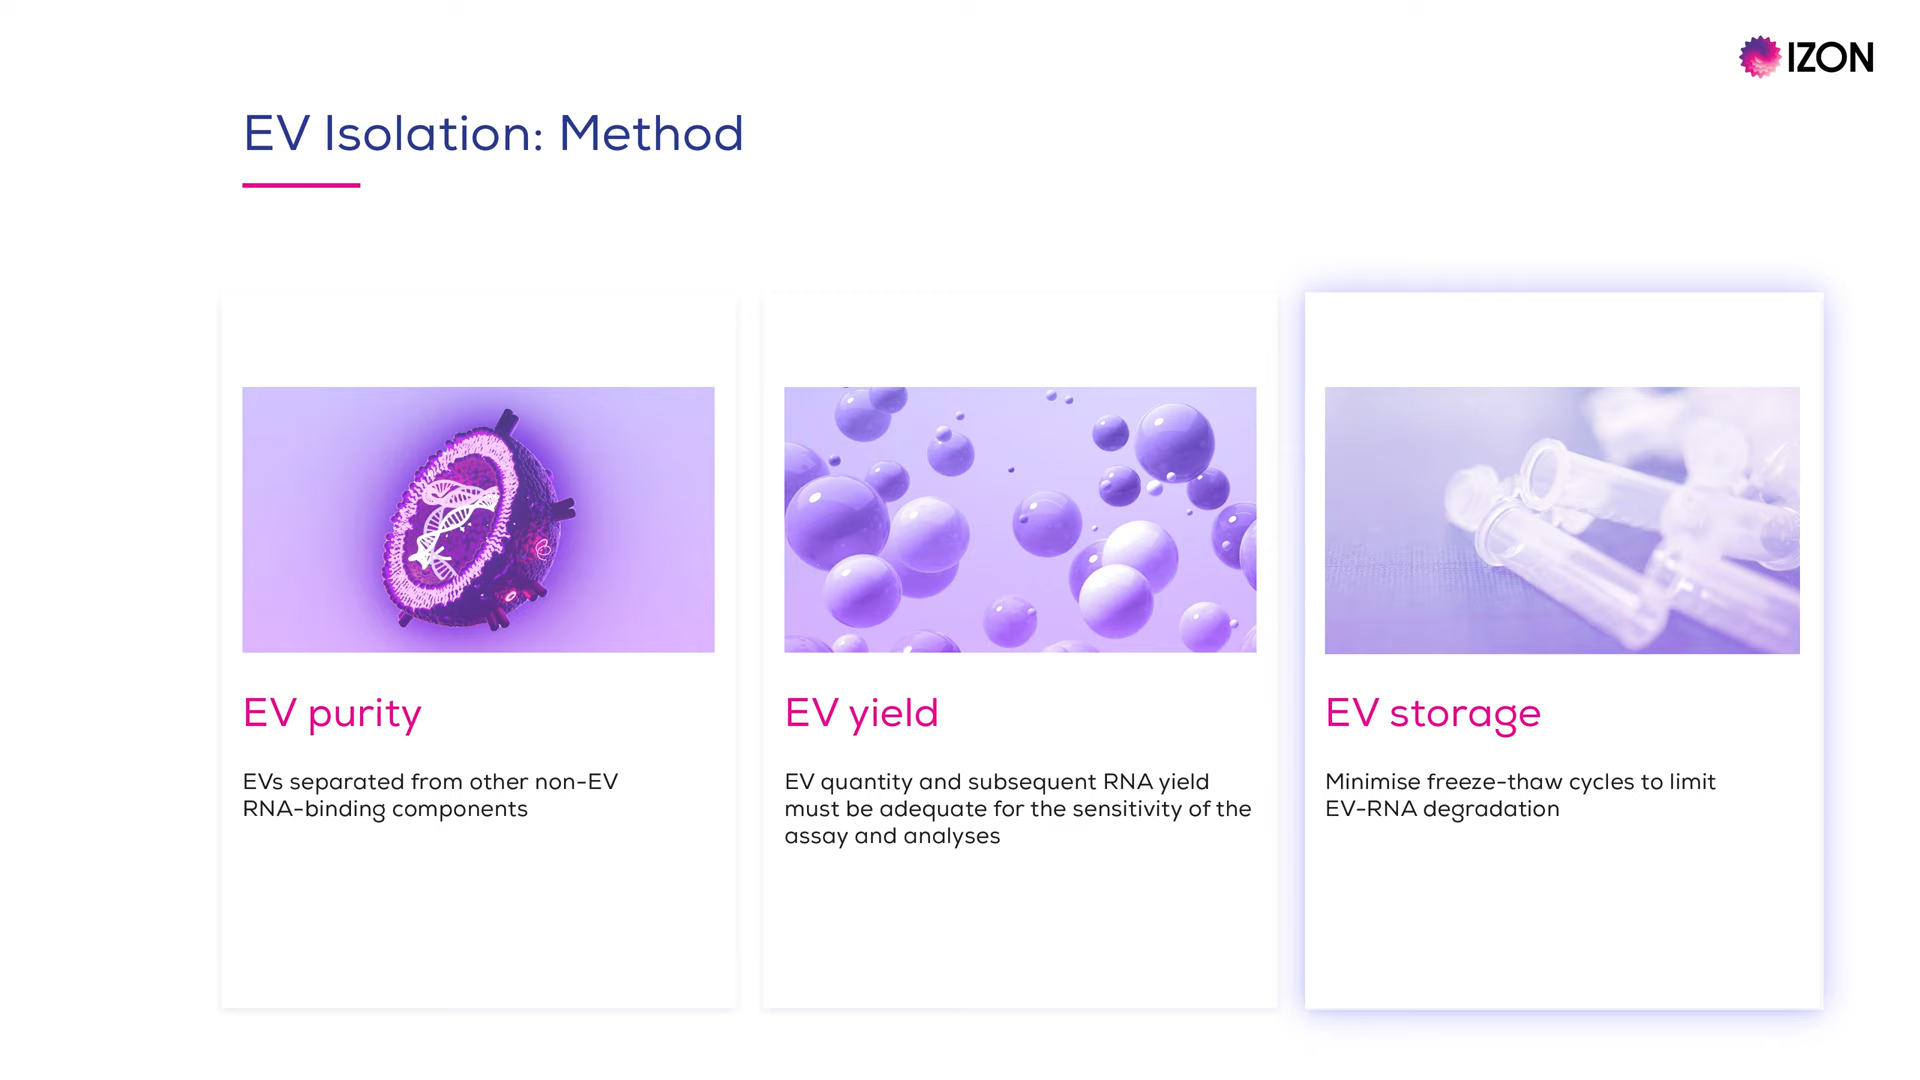 IZON
EV Isolation: Method
EV purity
EVs separated from other non-EV
RNA-binding components
EV yield
EV quantity and subsequent RNA yield
must be adequate for the sensitivity of the
assay and analyses
EV storage
Minimise freeze-thaw cycles to limit
EV-RNA degradation